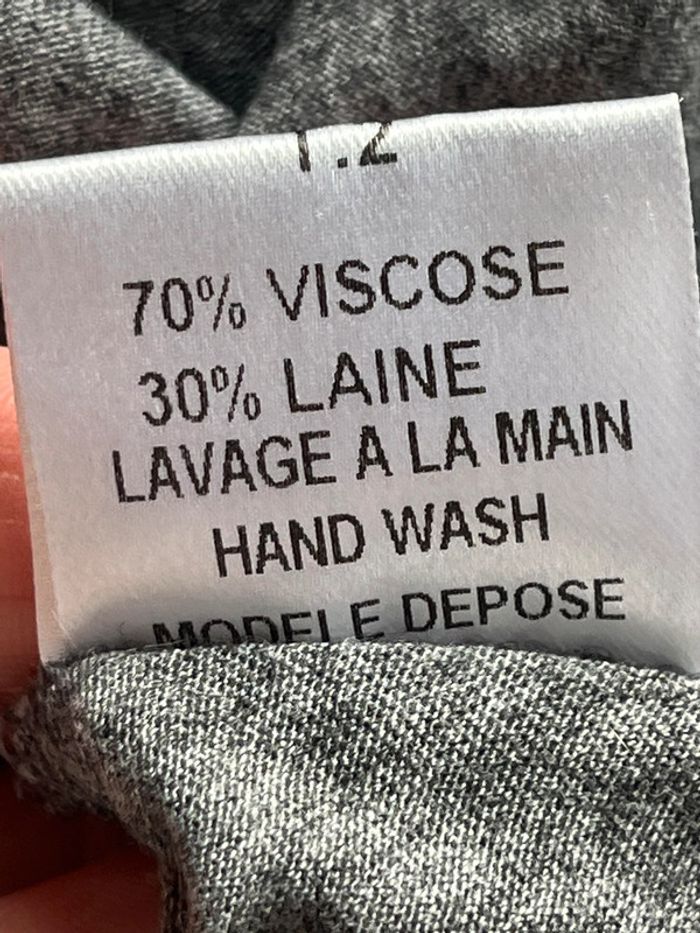 70% VISCOSE
30% LAINE
LAVAGE A LA MAIN
HAND WASH
MODELE DEPOSE